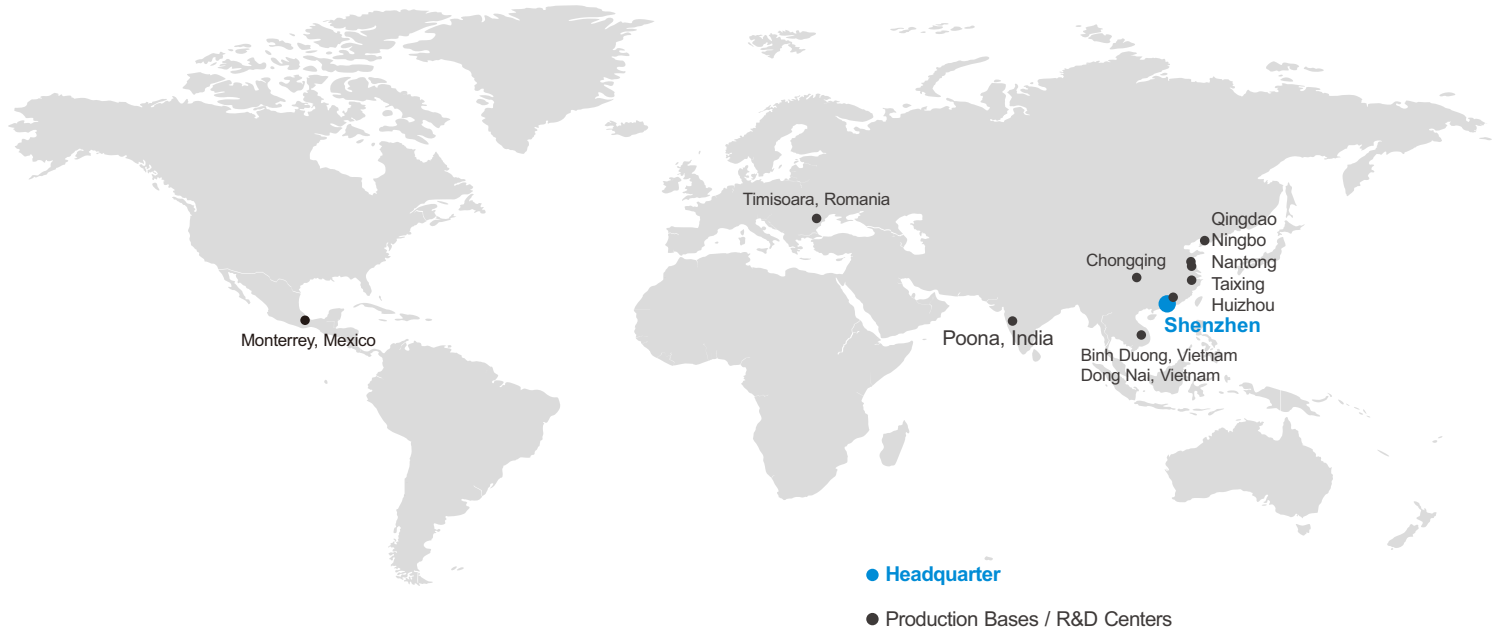 Timisoara, Romania
Qingdao
Ningbo
Chongqing
Nantong
Taixing
Huizhou
Shenzhen
Monterrey, Mexico
Poona, India
Binh Duong, Vietnam
Dong Nai, Vietnam
Headquarter
Production Bases / R&D Centers